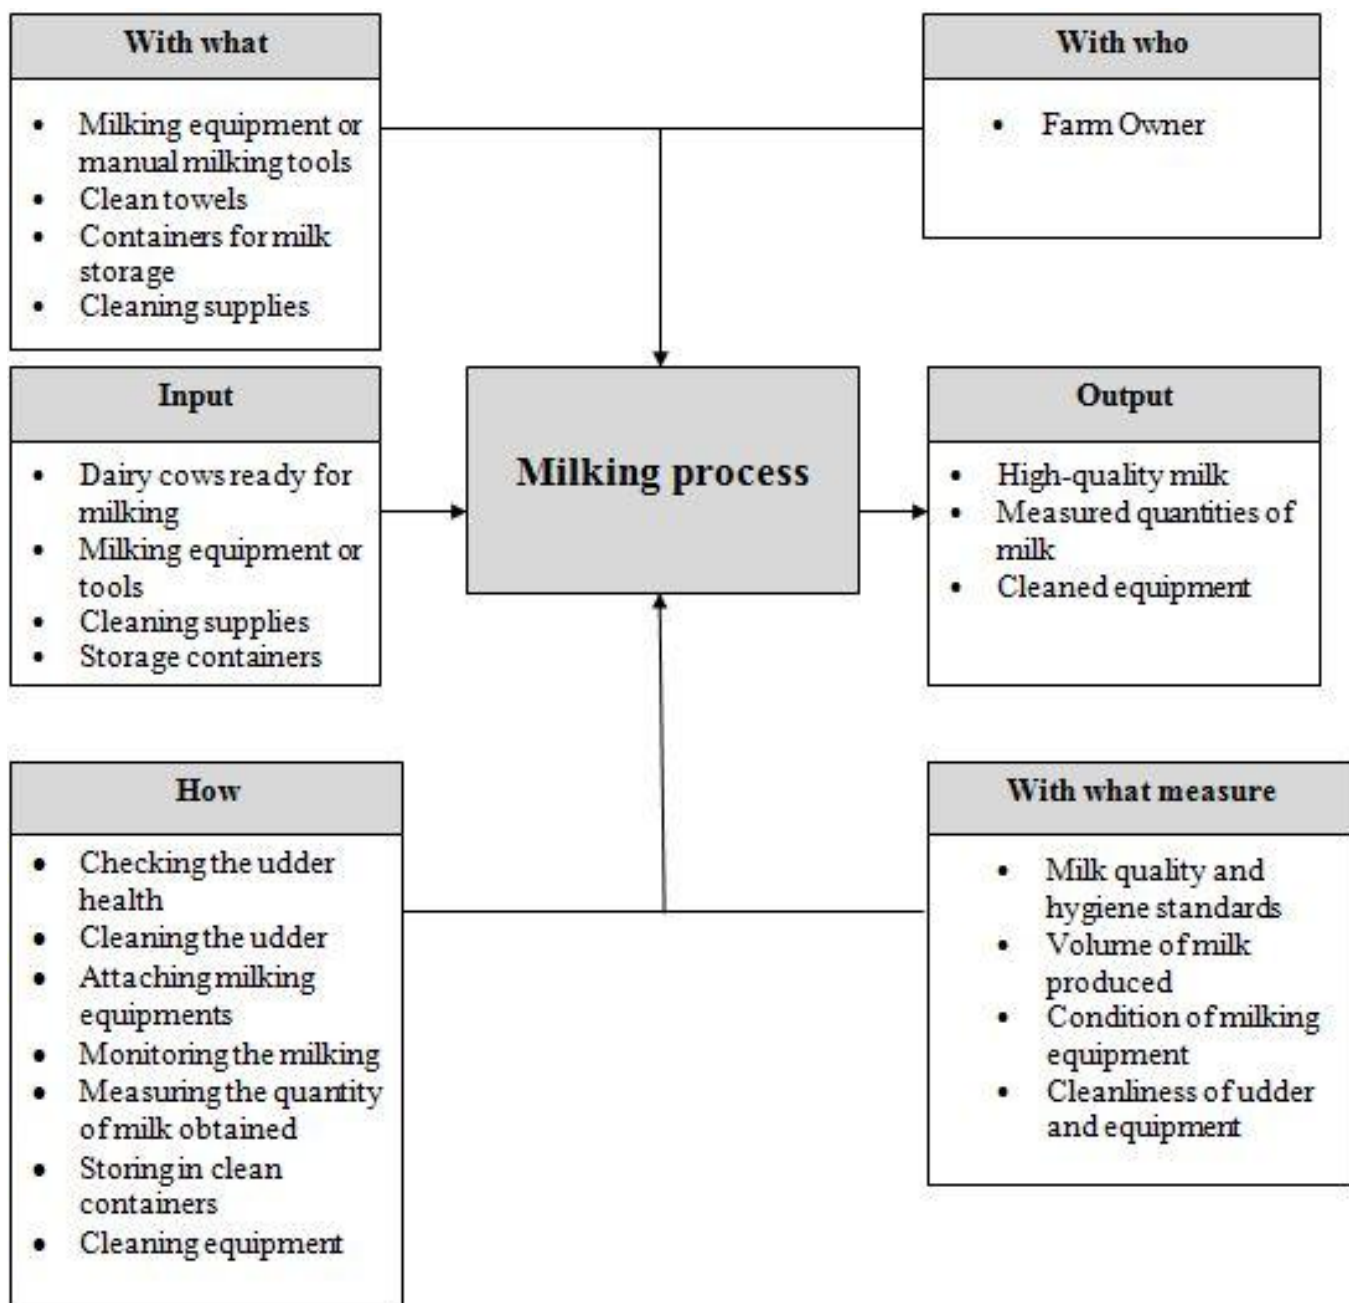 With what
• Milking equipment or
manual milking tools
• Clean towels
• Containers for milk
storage
• Cleaning supplies
With who
• Farm Owner
Input
• Dairy cows ready for
milking
• Milking equipment or
tools
• Cleaning supplies
• Storage containers
Milking process
Output
• High-quality milk
• Measured quantities of
milk
• Cleaned equipment
How
• Checking the udder
health
• Cleaning the udder
• Attaching milking
equipments
• Monitoring the milking
• Measuring the quantity
of milk obtained
• Storing in clean
containers
• Cleaning equipment
With what measure
• Milk quality and
hygiene standards
• Volume of milk
produced
• Condition of milking
equipment
• Cleanliness of udder
and equipment